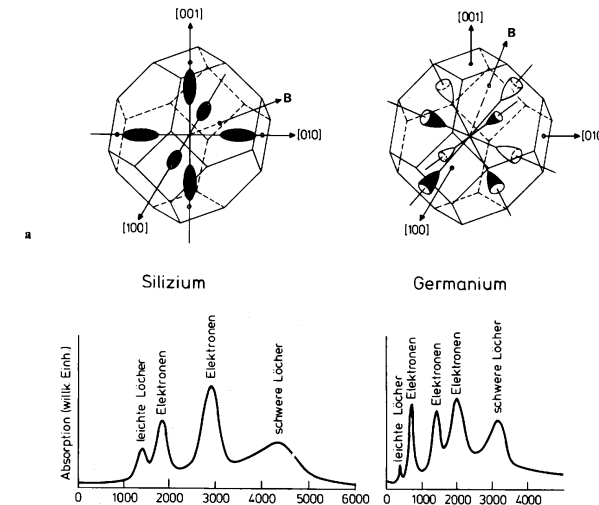 [001]
B
[010]
[100]
[001]
B
[010
[100]
a
Silizium
Germanium
Absorption (willk. Einh.)
leichte Löcher
Elektronen
Elektronen
schwere Löcher
0 1000 2000 3000 4000 5000 6000
leichte Löcher
Elektronen
Elektronen
Elektronen
schwere Löcher
0 1000 2000 3000 4000